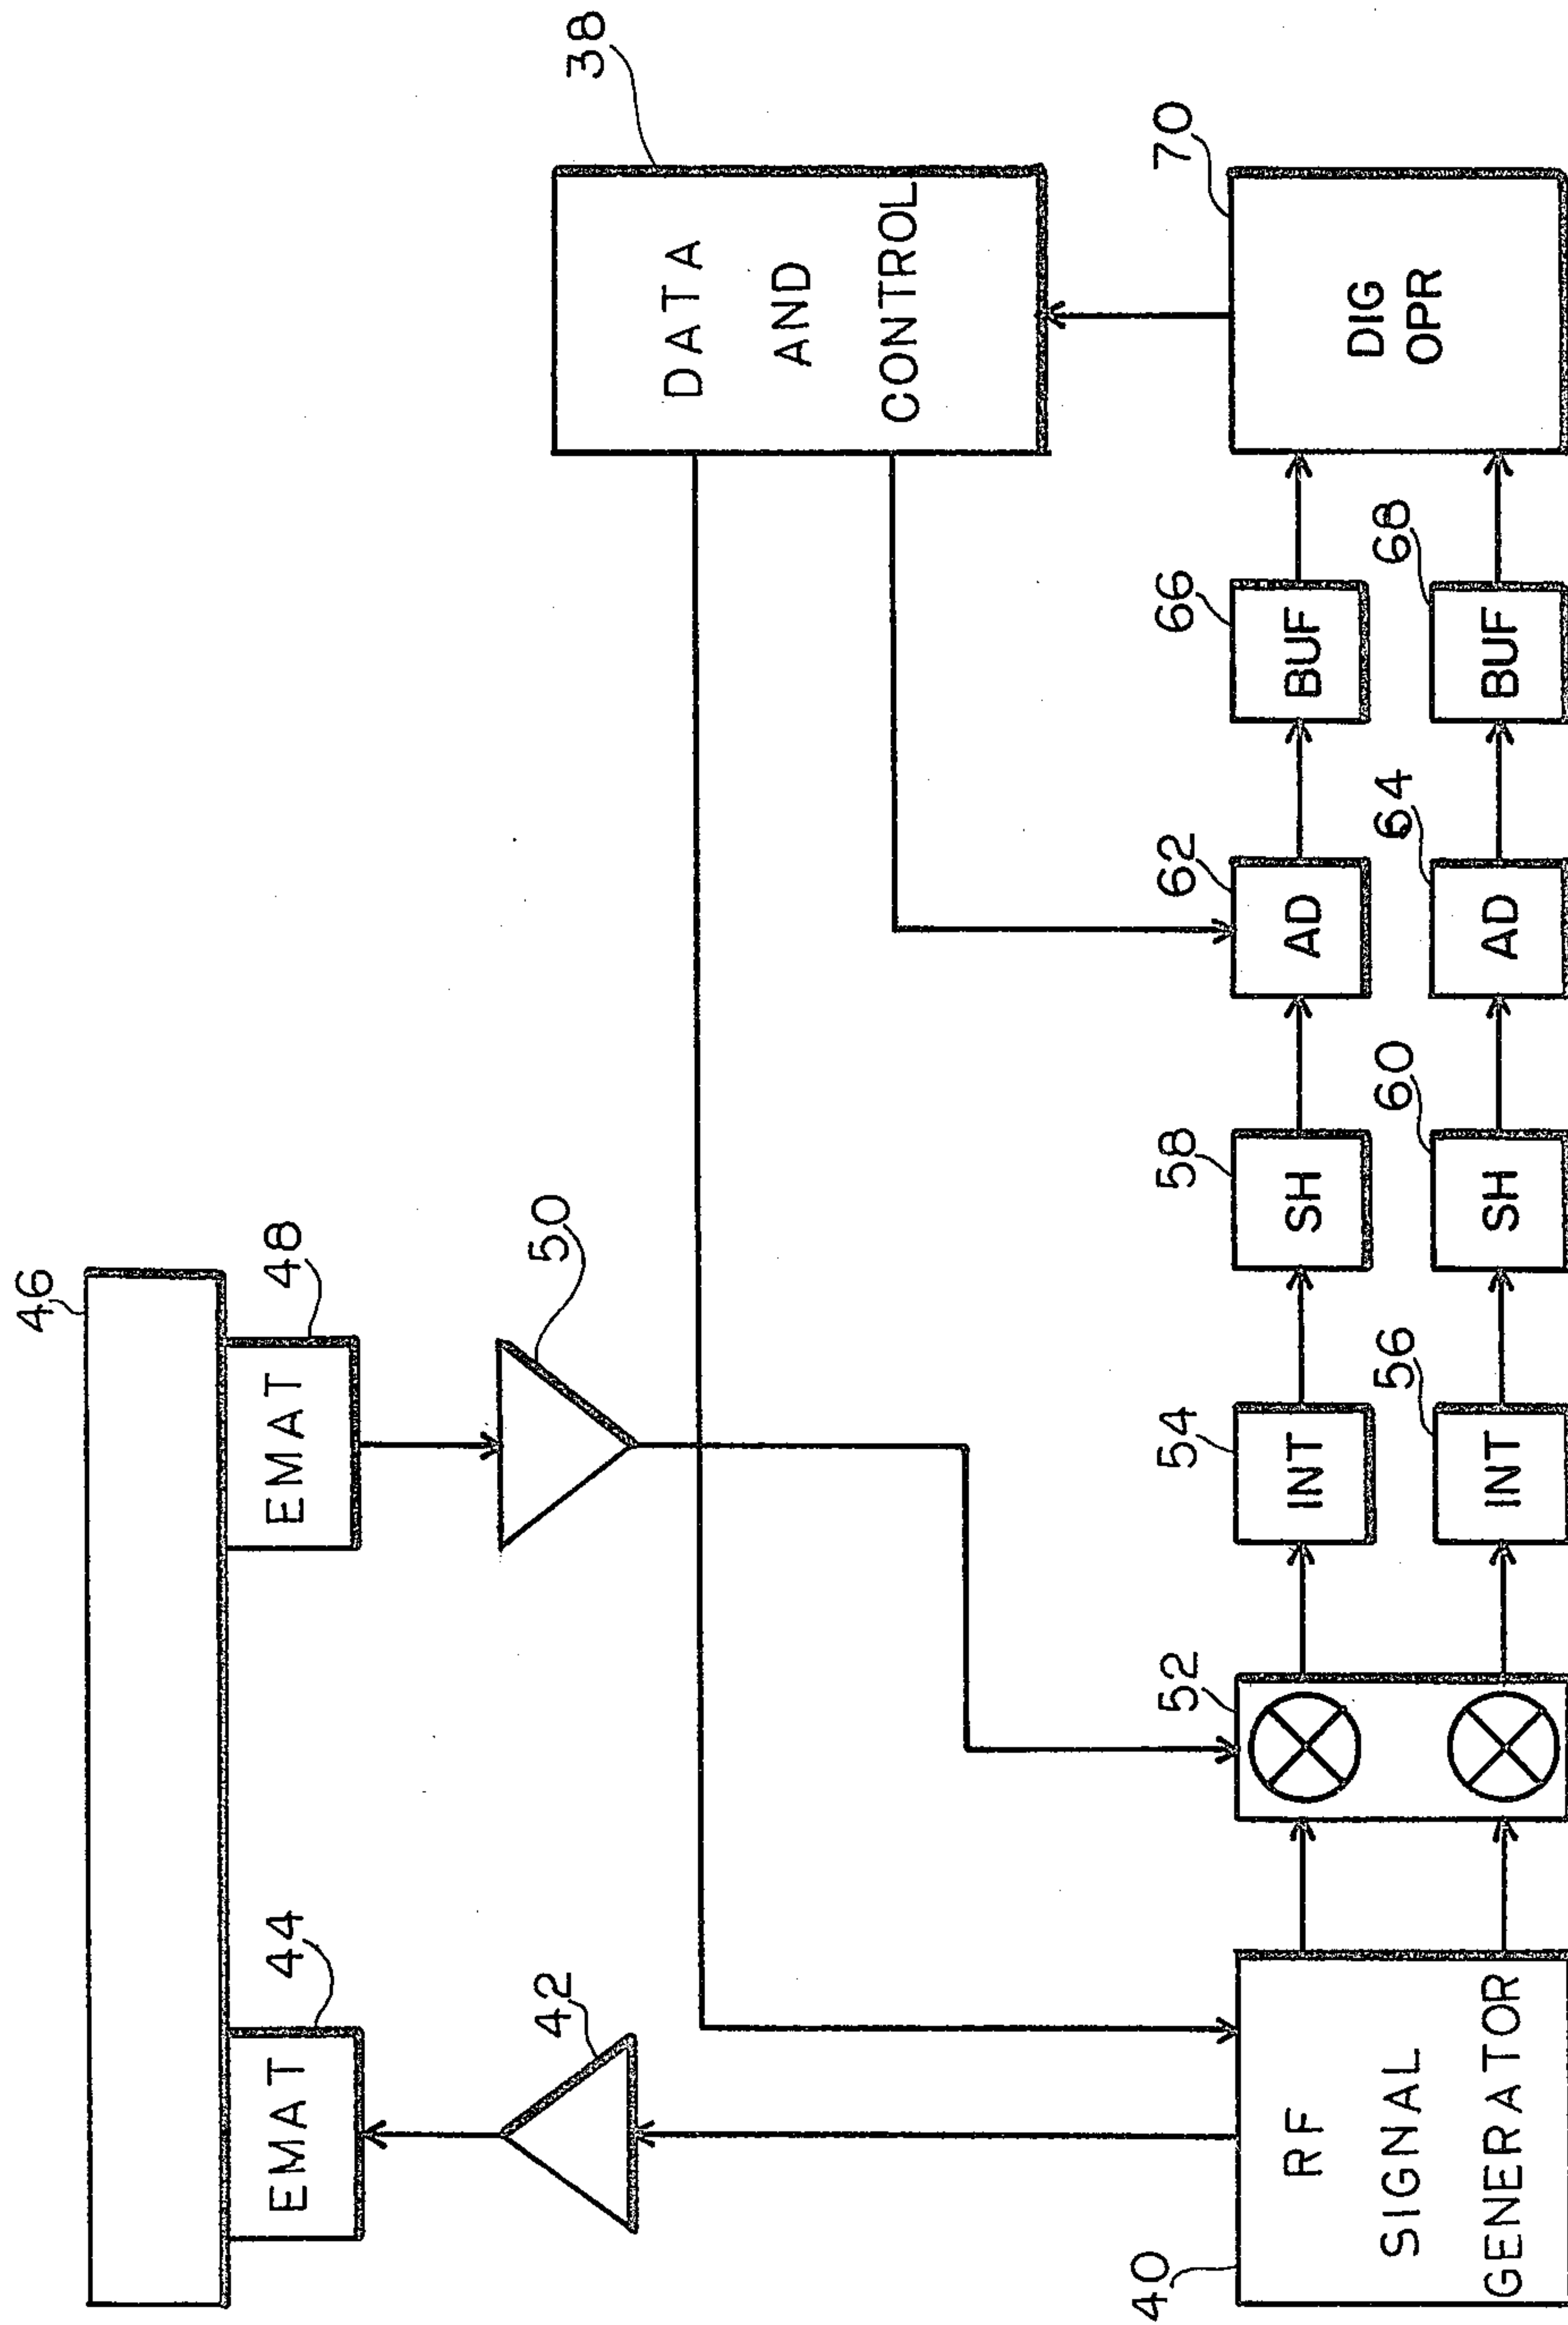 46
44
EMAT
48
EMAT
42
50
38
DATA
AND
CONTROL
40
RF
SIGNAL
GENERATOR
52
54
INT
58
SH
62
AD
66
BUF
70
DIG
OPR
56
INT
60
SH
64
AD
68
BUF